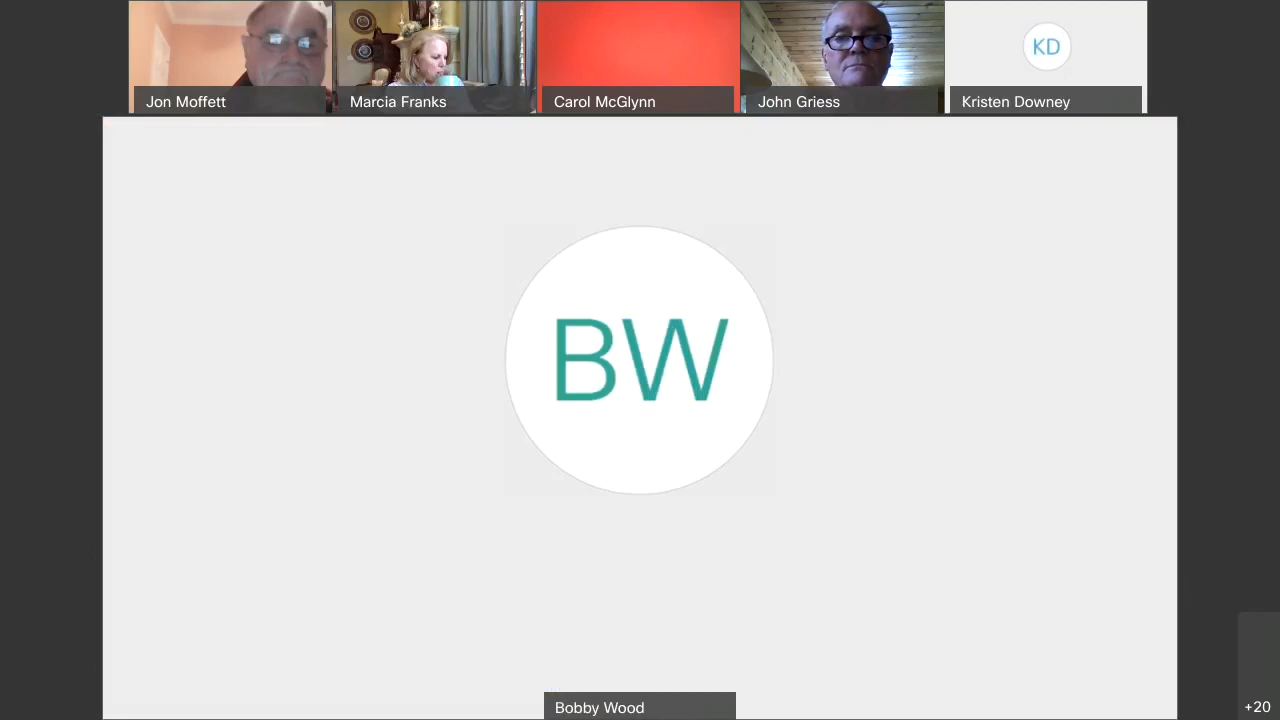 KD
Jon Moffett
Marcia Franks
Carol McGlynn
John Griess
Kristen Downey
BW
Bobby Wood
+20